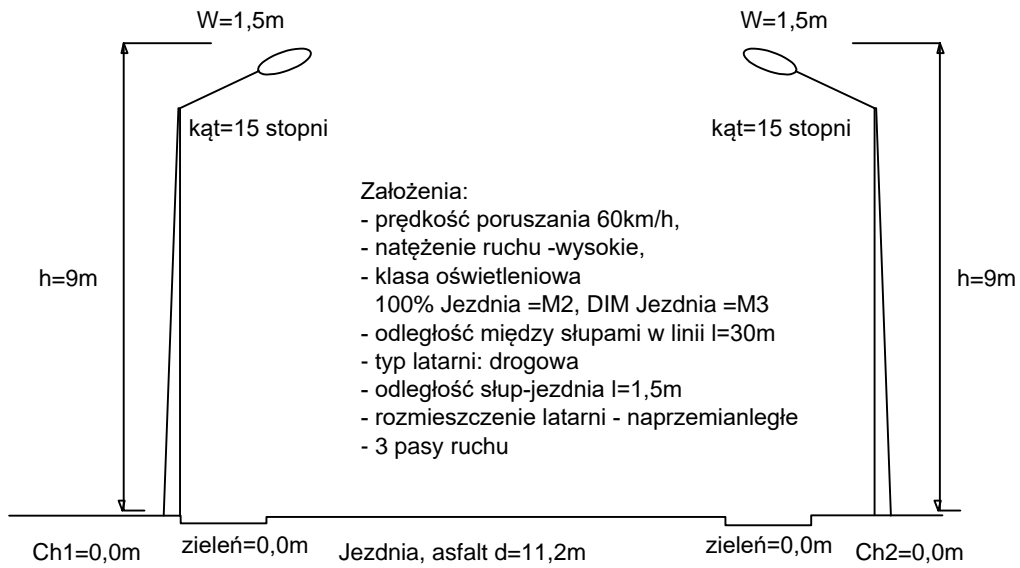 W=1,5m
W=1,5m
kąt=15 stopni
kąt=15 stopni
Założenia:
- prędkość poruszania 60km/h,
- natężenie ruchu -wysokie,
- klasa oświetleniowa
100% Jezdnia =M2, DIM Jezdnia =M3
- odległość między słupami w linii l=30m
- typ latarni: drogowa
- odległość słup-jezdnia l=1,5m
- rozmieszczenie latarni - naprzemianległe
- 3 pasy ruchu
h=9m
h=9m
Ch1=0,0m
zieleń=0,0m
Jezdnia, asfalt d=11,2m
zieleń=0,0m
Ch2=0,0m